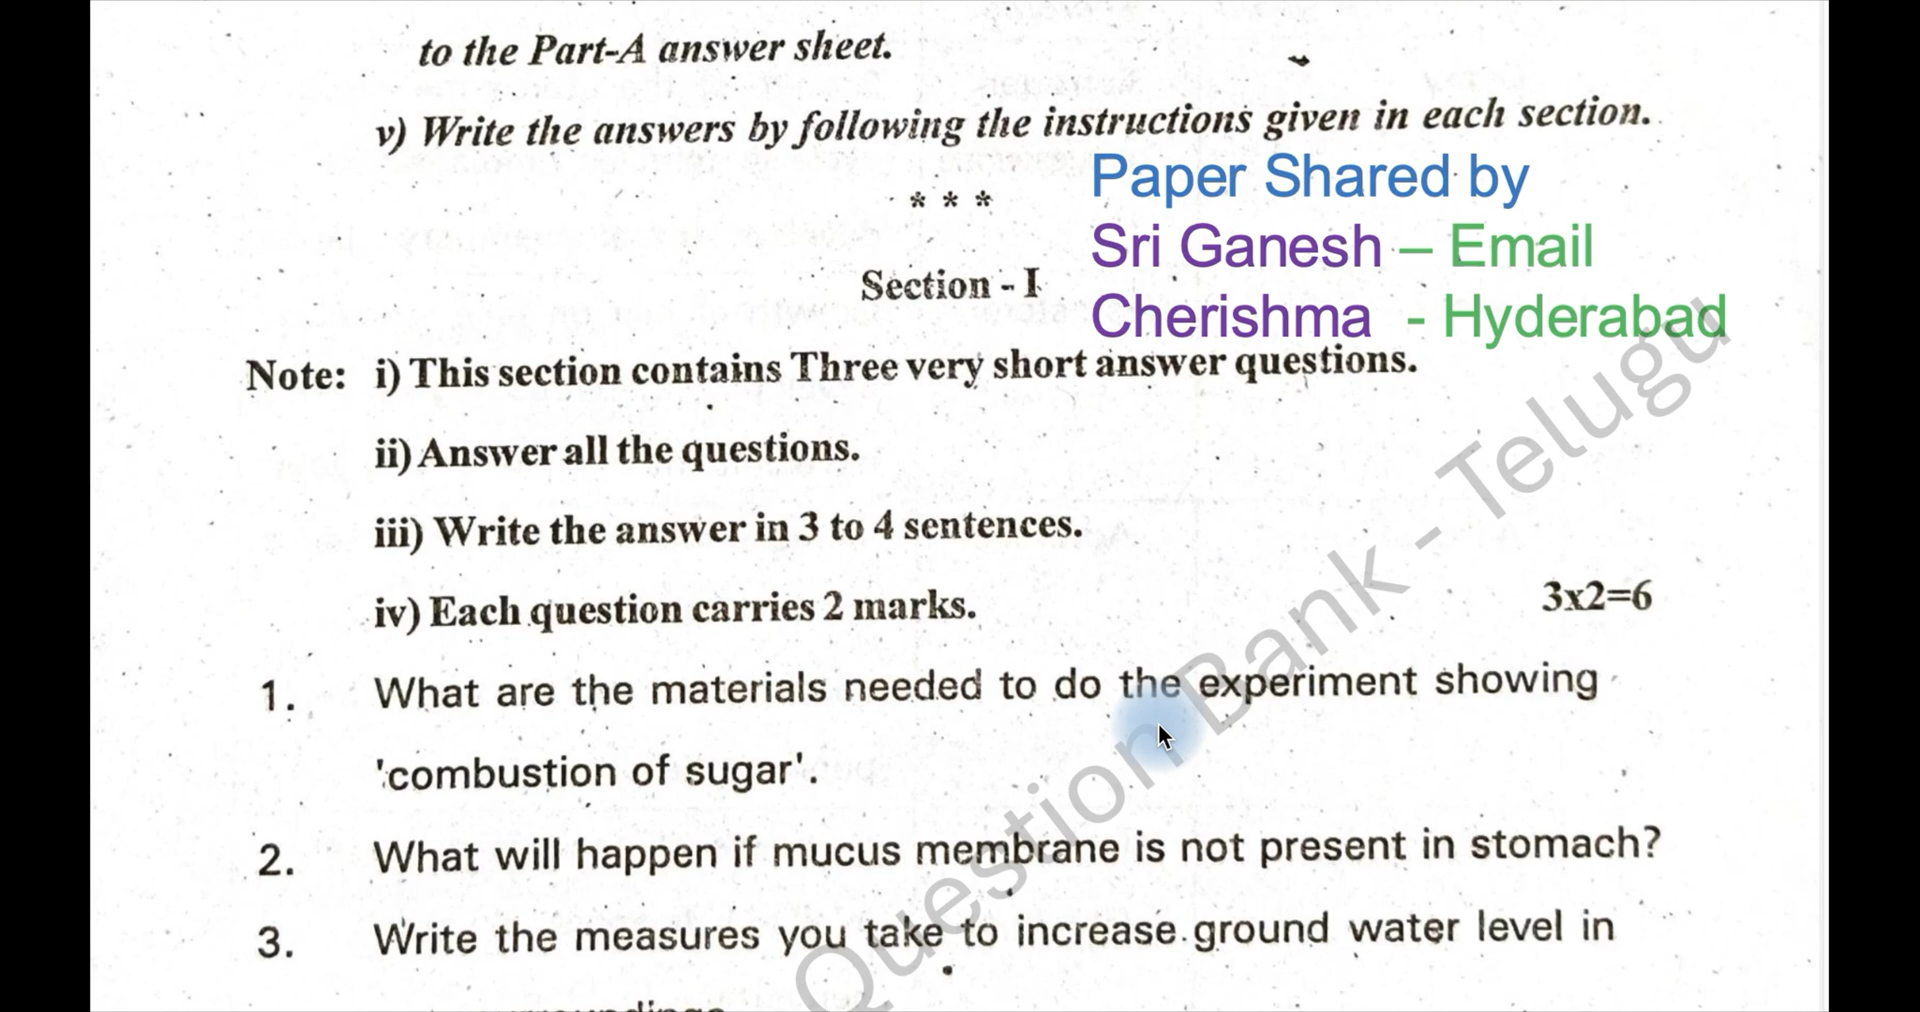 to the Part-A answer sheet.
v) Write the answers by following the instructions given in each section.
* * *
Paper Shared by
Sri Ganesh – Email
Cherishma - Hyderabad
Section - I
Note: i) This section contains Three very short answer questions.
ii) Answer all the questions.
iii) Write the answer in 3 to 4 sentences.
iv) Each question carries 2 marks. 3x2=6
1. What are the materials needed to do the experiment showing
'combustion of sugar'.
2. What will happen if mucus membrane is not present in stomach?
3. Write the measures you take to increase ground water level in
Question Bank - Telugu